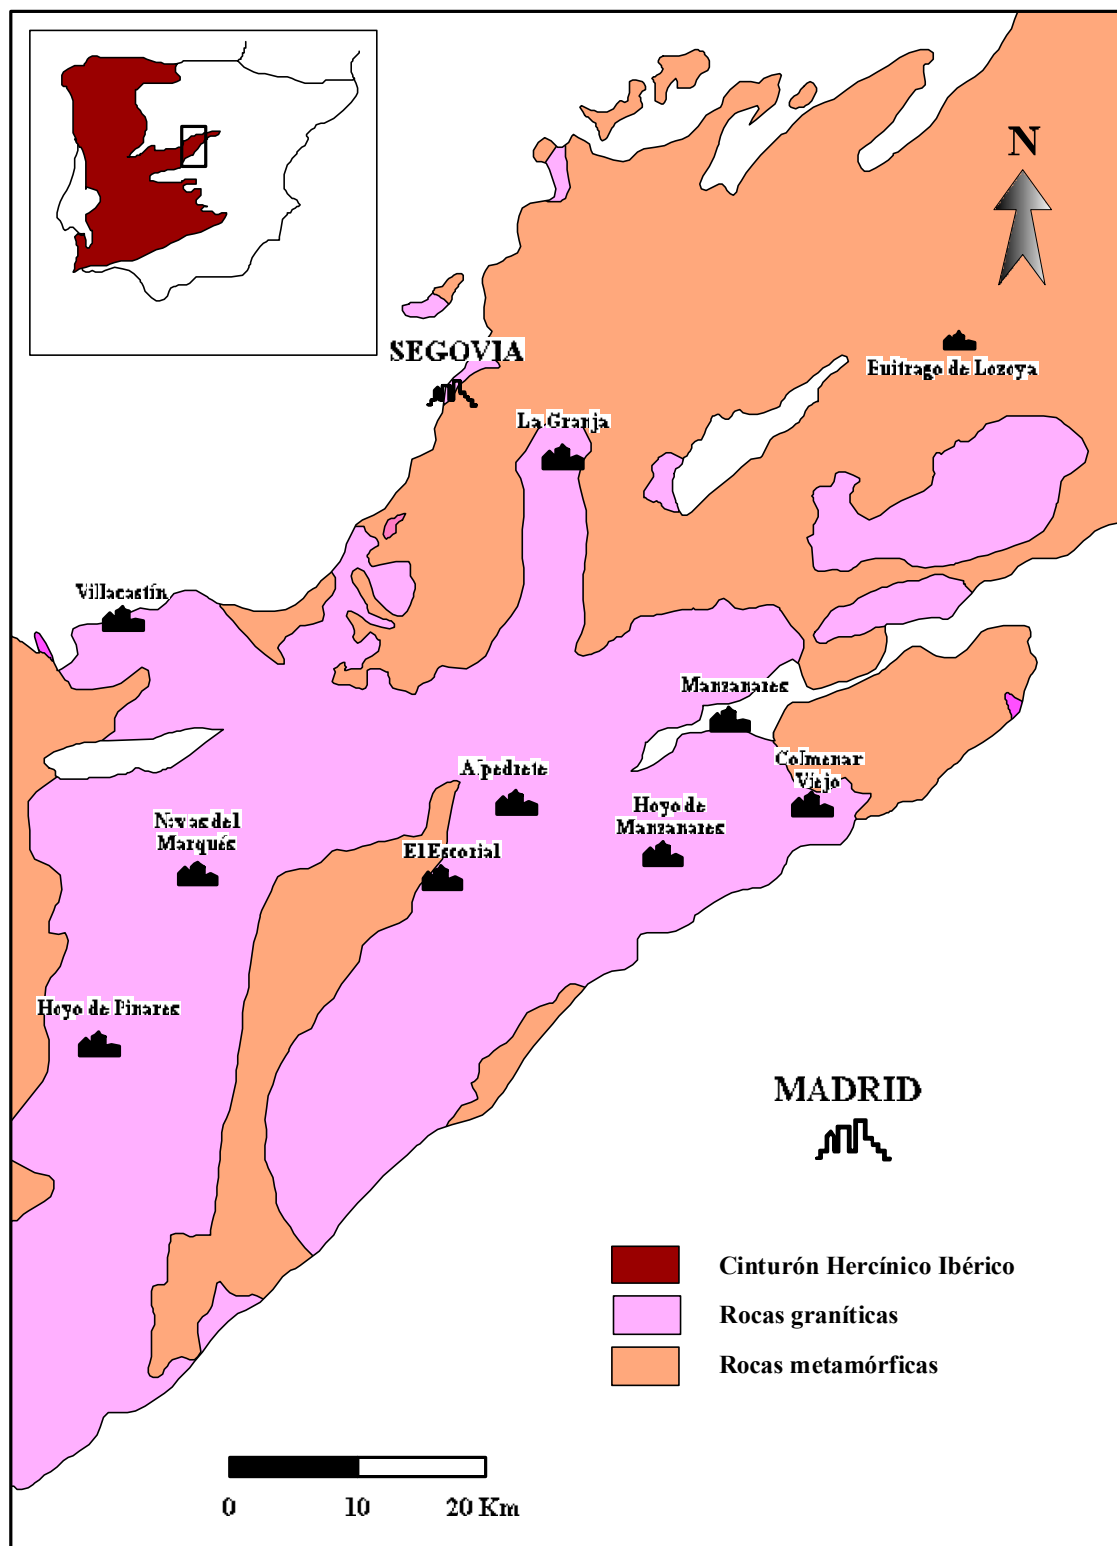 N
SEGOVIA
Buitrago de Lozoya
La Granja
Villacastín
Manzanares
Colmenar
Viejo
Alpedrete
Hoyo de
Manzanares
Navas del
Marqués
El Escorial
Hoyo de Pinares
MADRID
Cinturón Hercínico Ibérico
Rocas graníticas
Rocas metamórficas
0 10 20 Km